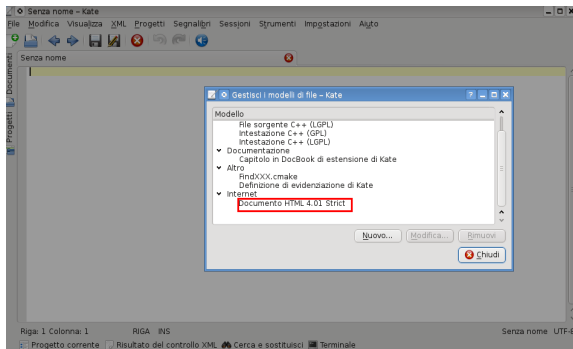 Senza nome – Kate
File Modifica Visualizza XML Progetti Segnalibri Sessioni Strumenti Impostazioni Aiuto
Senza nome
Documenti
Progetti
Gestisci i modelli di file – Kate
Modello
File sorgente C++ (LGPL)
Intestazione C++ (GPL)
Intestazione C++ (LGPL)
Documentazione
Capitolo in DocBook di estensione di Kate
Altro
FindXXX.cmake
Definizione di evidenziazione di Kate
Internet
Documento HTML 4.01 Strict
Nuovo... Modifica... Rimuovi
Chiudi
Riga: 1 Colonna: 1 RIGA INS Senza nome UTF-8
Progetto corrente Risultato del controllo XML Cerca e sostituisci Terminale